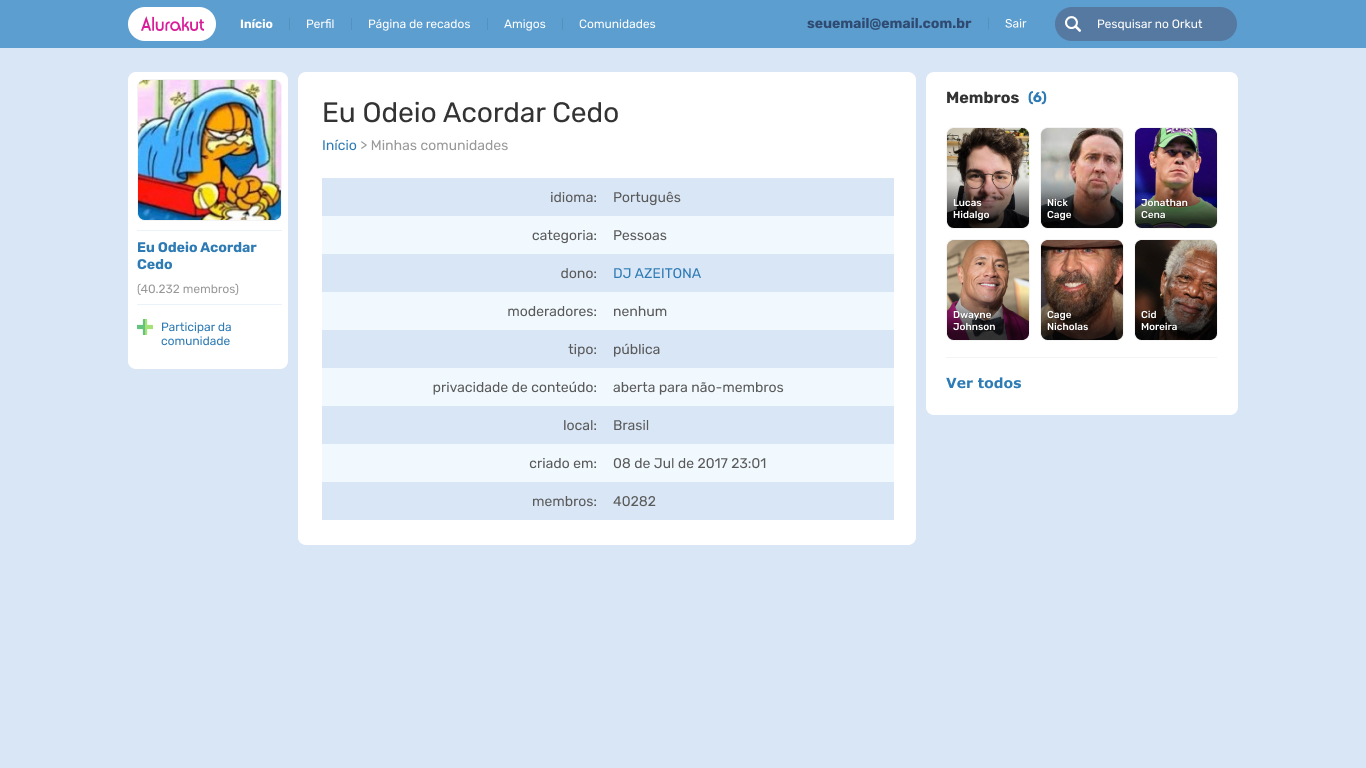 Alurakut
Início
Perfil
Página de recados
Amigos
Comunidades
seuemail@email.com.br
Sair
Pesquisar no Orkut
Eu Odeio Acordar
Cedo
(40.232 membros)
Participar da
comunidade
Eu Odeio Acordar Cedo
Início > Minhas comunidades
idioma: Português
categoria: Pessoas
dono: DJ AZEITONA
moderadores: nenhum
tipo: pública
privacidade de conteúdo: aberta para não-membros
local: Brasil
criado em: 08 de Jul de 2017 23:01
membros: 40282
Membros (6)
Lucas
Hidalgo
Nick
Cage
Jonathan
Cena
Dwayne
Johnson
Cage
Nicholas
Cid
Moreira
Ver todos